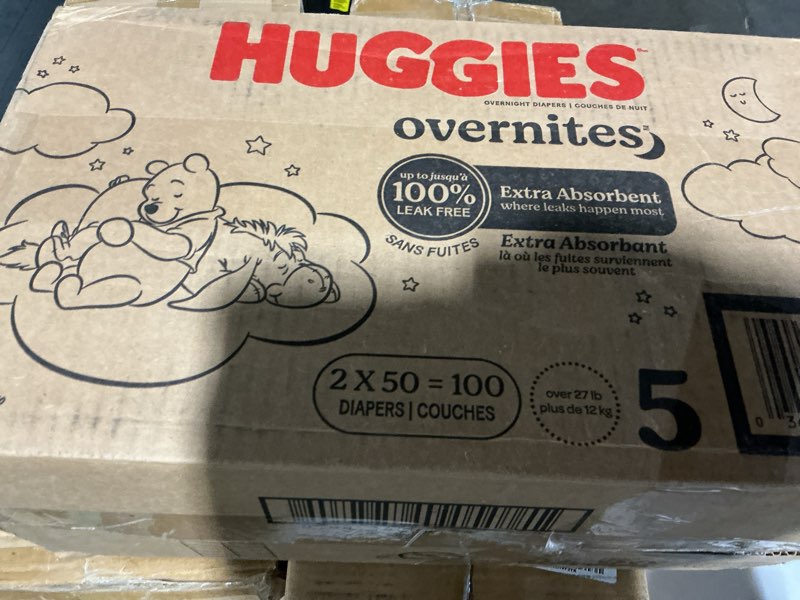 HUGGIES
OVERNIGHT DIAPERS | COUCHES DE NUIT
overnites
up to jusqu'à
100%
LEAK FREE
SANS FUITES
Extra Absorbent
where leaks happen most
Extra Absorbant
là où les fuites surviennent
le plus souvent
2 X 50 = 100
DIAPERS | COUCHES
over 27 lb
plus de 12 kg
5
0